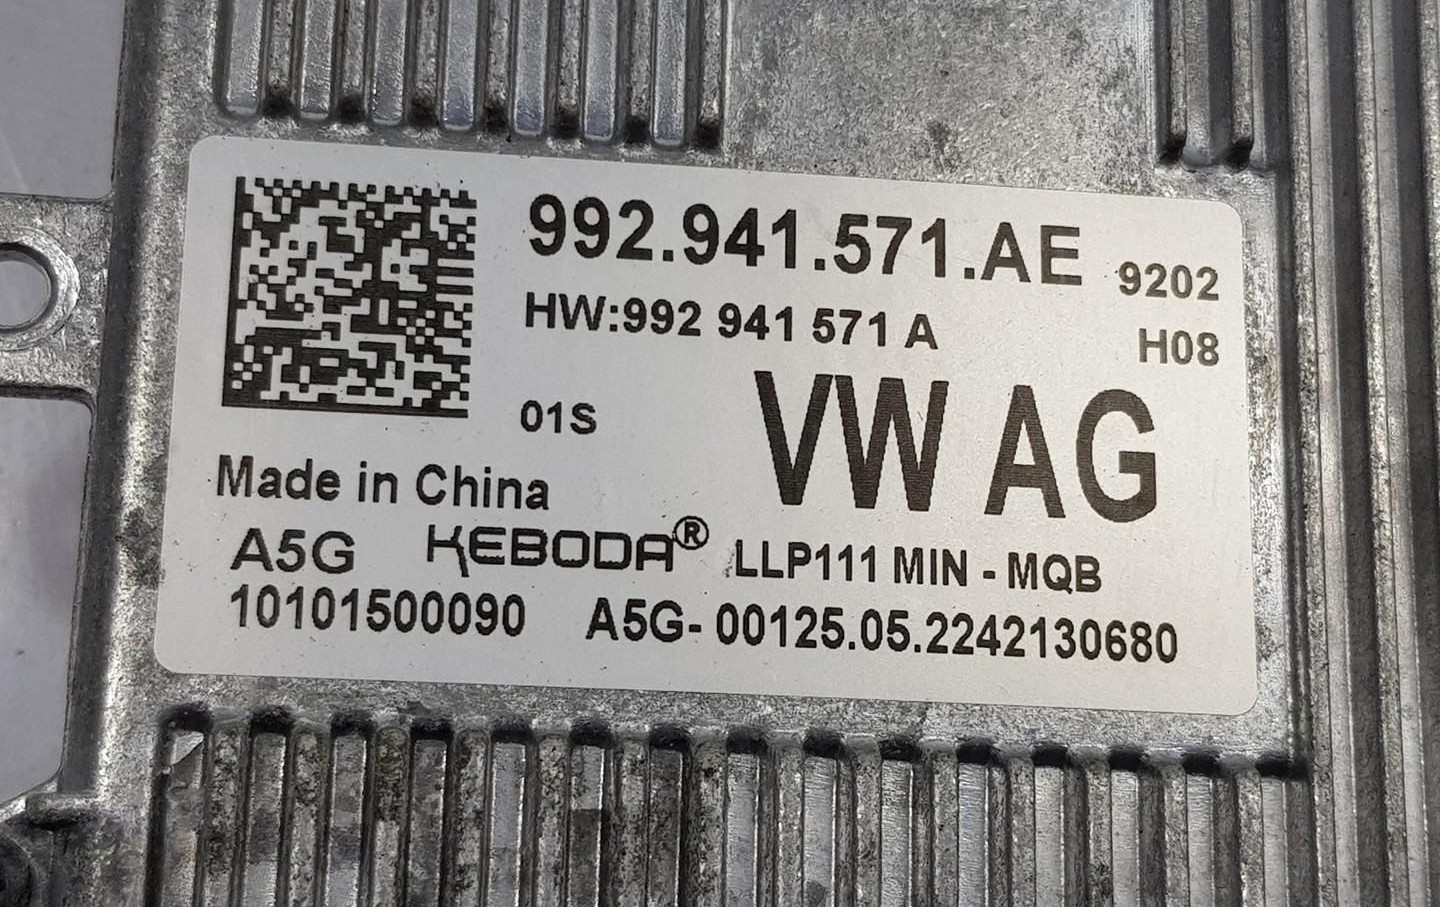 992.941.571.AE 9202
HW:992 941 571 A H08
01S VW AG
Made in China
A5G KEBODA® LLP111 MIN - MQB
10101500090 A5G- 00125.05.2242130680